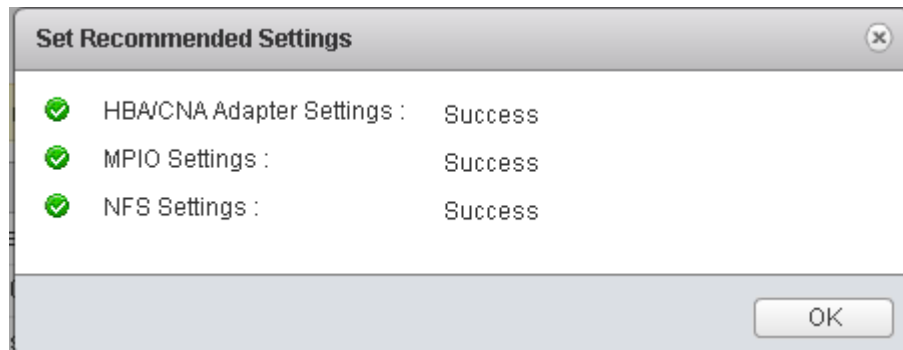 Set Recommended Settings
HBA/CNA Adapter Settings : Success
MPIO Settings : Success
NFS Settings : Success
OK